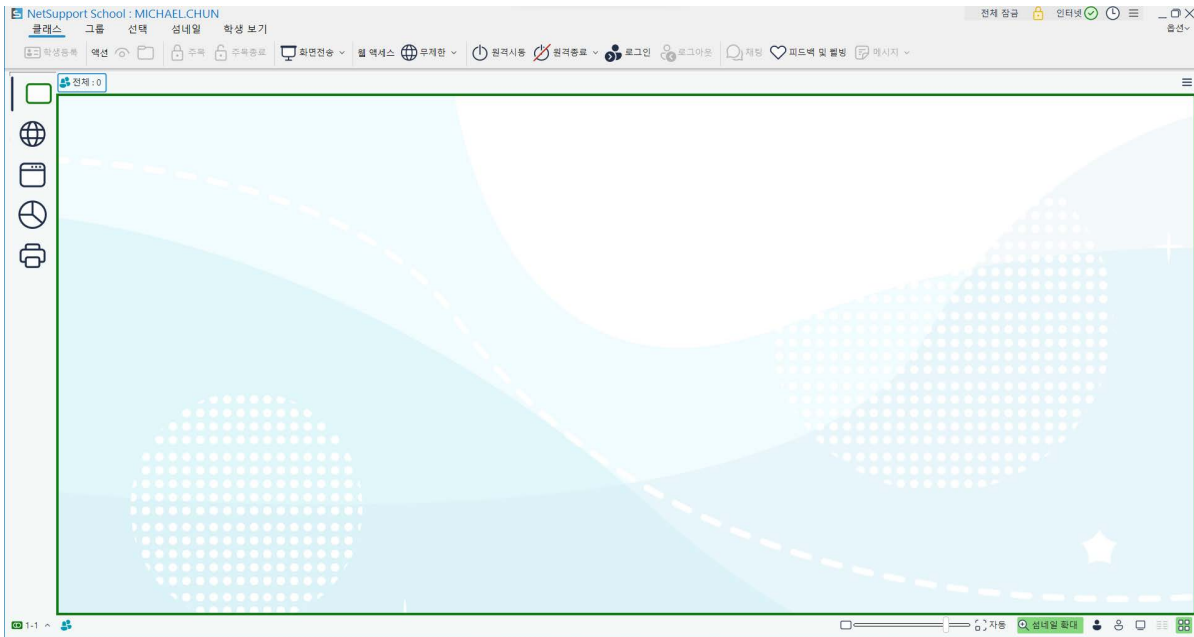 NetSupport School : MICHAEL.CHUN
전체 잠금 인터넷
클래스 그룹 선택 섬네일 학생 보기
옵션
학생등록 액션 주목 주목종료 화면전송 웹 액세스 무제한 원격시동 원격종료 로그인 로그아웃 채팅 피드백 및 웰빙 메시지
전체 : 0
1-1 자동 섬네일 확대